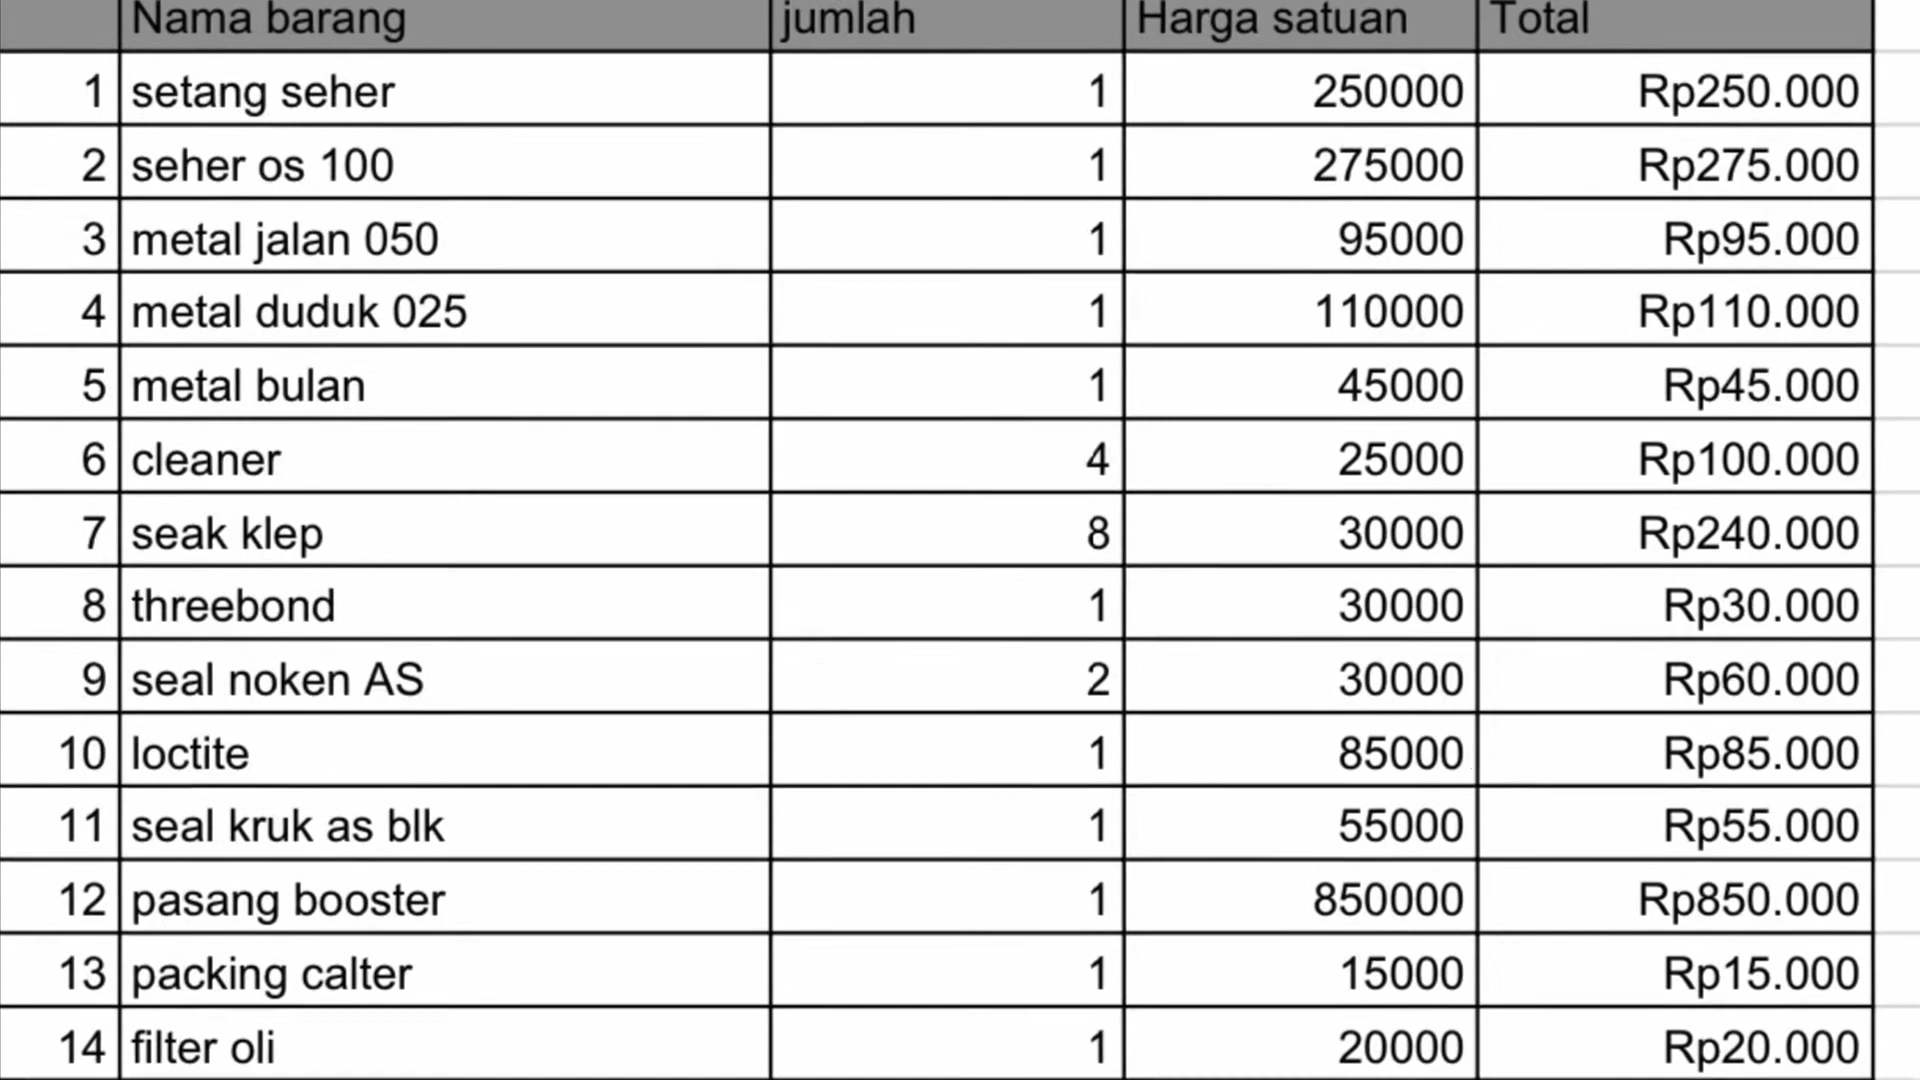 Nama barang jumlah Harga satuan Total
1 setang seher 1 250000 Rp250.000
2 seher os 100 1 275000 Rp275.000
3 metal jalan 050 1 95000 Rp95.000
4 metal duduk 025 1 110000 Rp110.000
5 metal bulan 1 45000 Rp45.000
6 cleaner 4 25000 Rp100.000
7 seak klep 8 30000 Rp240.000
8 threebond 1 30000 Rp30.000
9 seal noken AS 2 30000 Rp60.000
10 loctite 1 85000 Rp85.000
11 seal kruk as blk 1 55000 Rp55.000
12 pasang booster 1 850000 Rp850.000
13 packing calter 1 15000 Rp15.000
14 filter oli 1 20000 Rp20.000